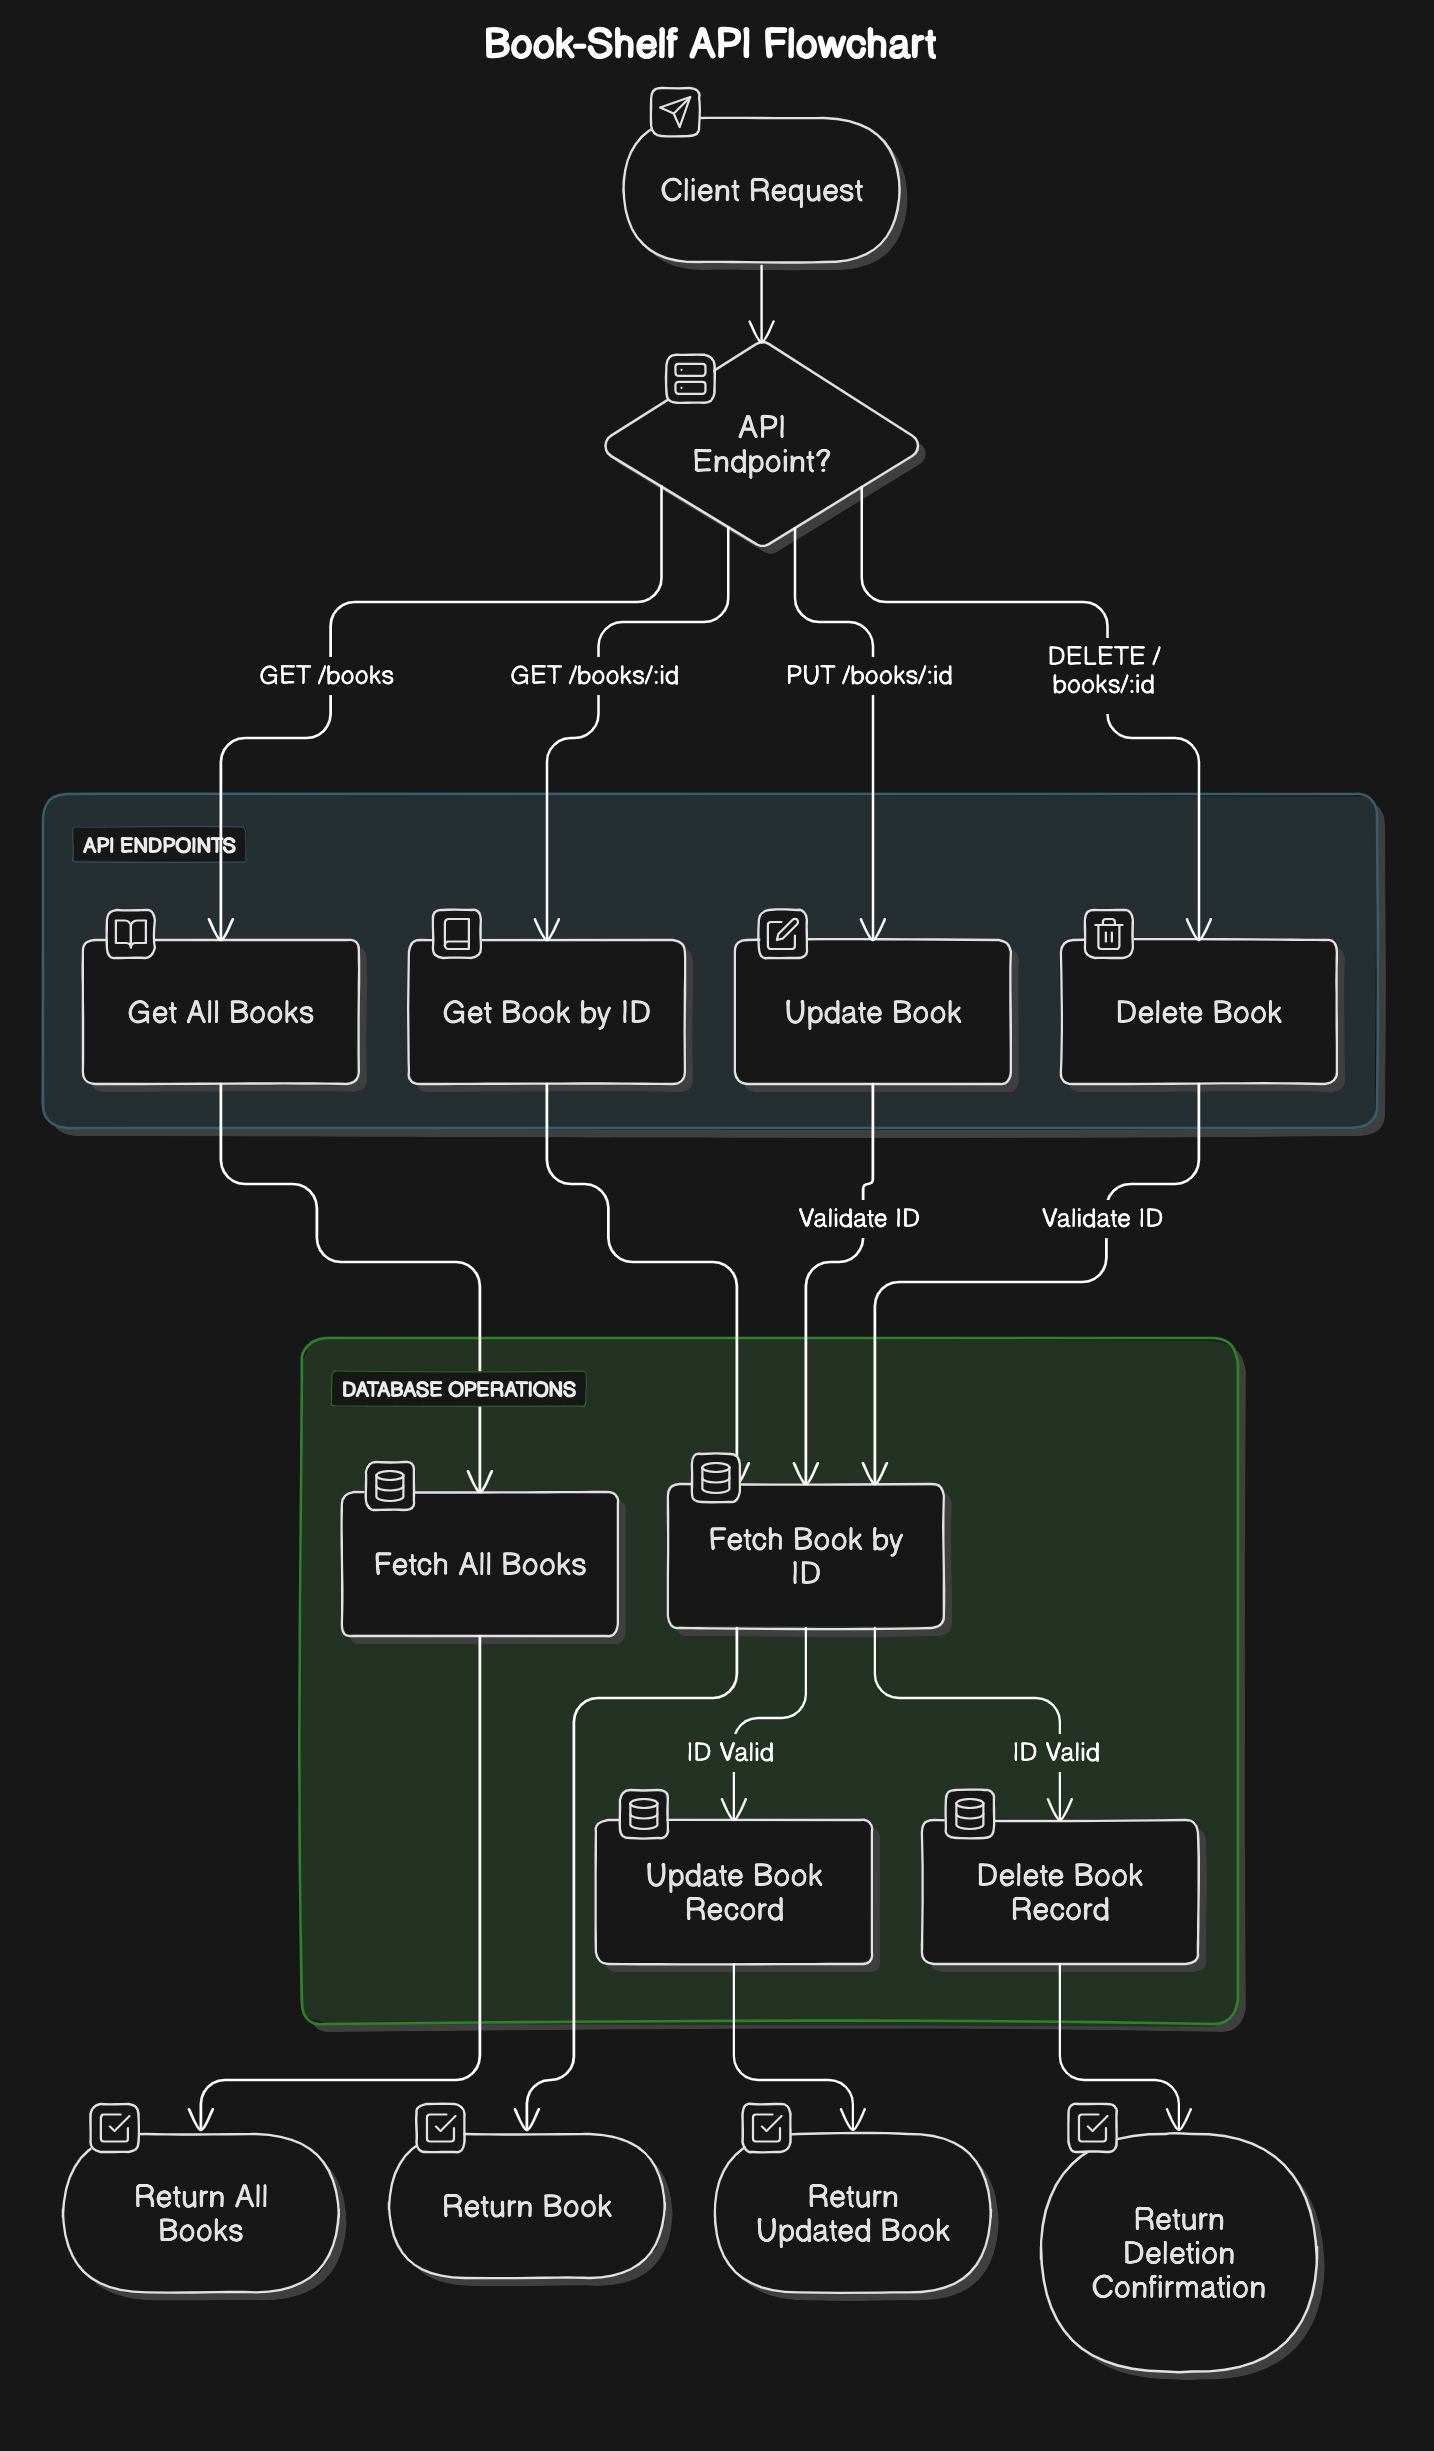 Book-Shelf API Flowchart
Client Request
API
Endpoint?
GET /books
GET /books/:id
PUT /books/:id
DELETE /
books/:id
API ENDPOINTS
Get All Books
Get Book by ID
Update Book
Delete Book
Validate ID
Validate ID
DATABASE OPERATIONS
Fetch All Books
Fetch Book by
ID
ID Valid
ID Valid
Update Book
Record
Delete Book
Record
Return All
Books
Return Book
Return
Updated Book
Return
Deletion
Confirmation